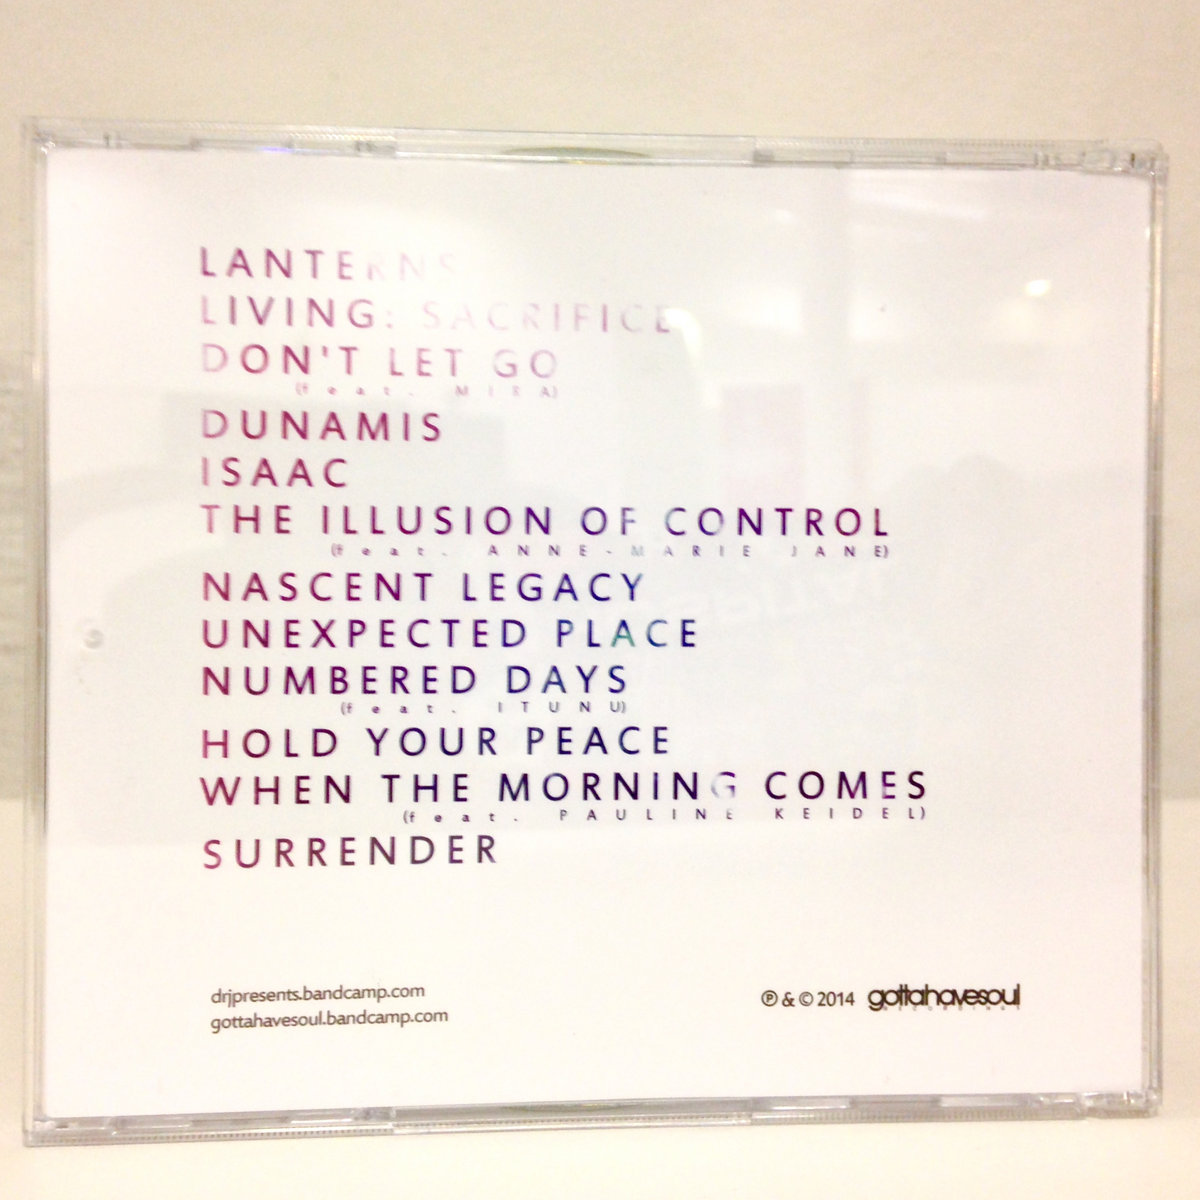 LANTERNS
LIVING: SACRIFICE
DON'T LET GO
(feat. MIRA)
DUNAMIS
ISAAC
THE ILLUSION OF CONTROL
(feat. ANNE-MARIE JANE)
NASCENT LEGACY
UNEXPECTED PLACE
NUMBERED DAYS
(feat. ITUNU)
HOLD YOUR PEACE
WHEN THE MORNING COMES
(feat. PAULINE KEIDEL)
SURRENDER
drjpresents.bandcamp.com
gottahavesoul.bandcamp.com
℗ & © 2014 gottahavesoul
RECORDINGS